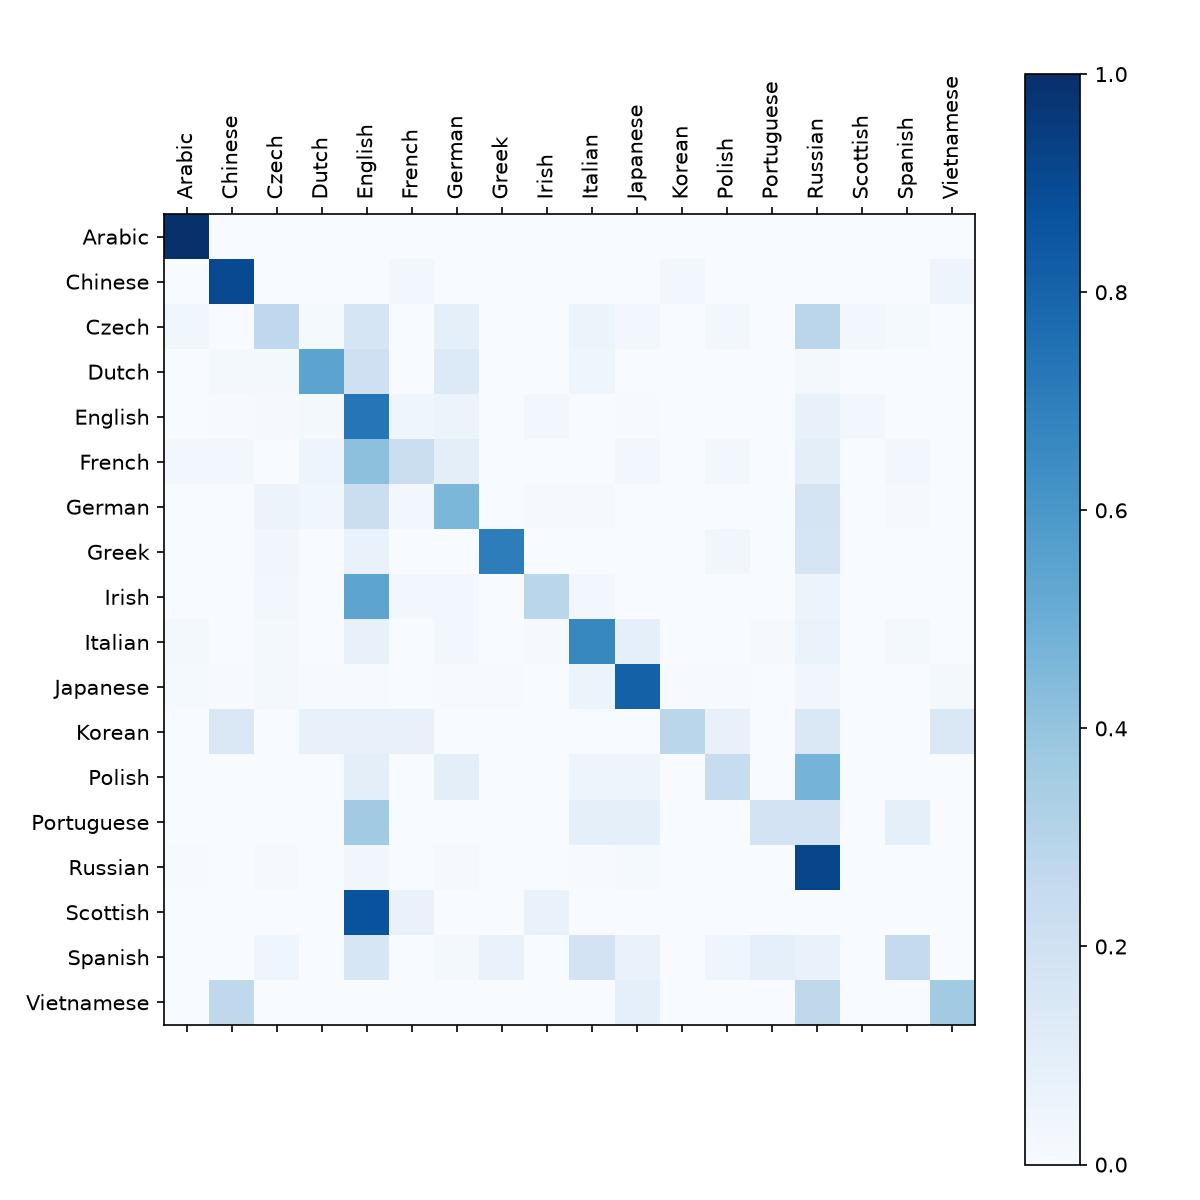 Arabic
Chinese
Czech
Dutch
English
French
German
Greek
Irish
Italian
Japanese
Korean
Polish
Portuguese
Russian
Scottish
Spanish
Vietnamese
Arabic
Chinese
Czech
Dutch
English
French
German
Greek
Irish
Italian
Japanese
Korean
Polish
Portuguese
Russian
Scottish
Spanish
Vietnamese
1.0
0.8
0.6
0.4
0.2
0.0